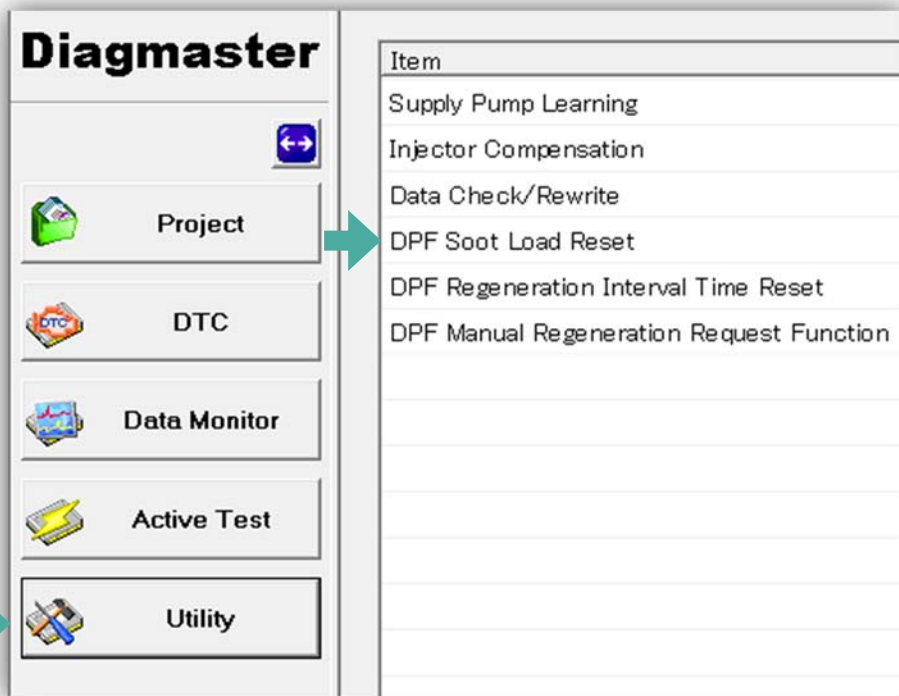 Diagmaster
Project
DTC
DTC
Data Monitor
Active Test
Utility
Item
Supply Pump Learning
Injector Compensation
Data Check/Rewrite
DPF Soot Load Reset
DPF Regeneration Interval Time Reset
DPF Manual Regeneration Request Function